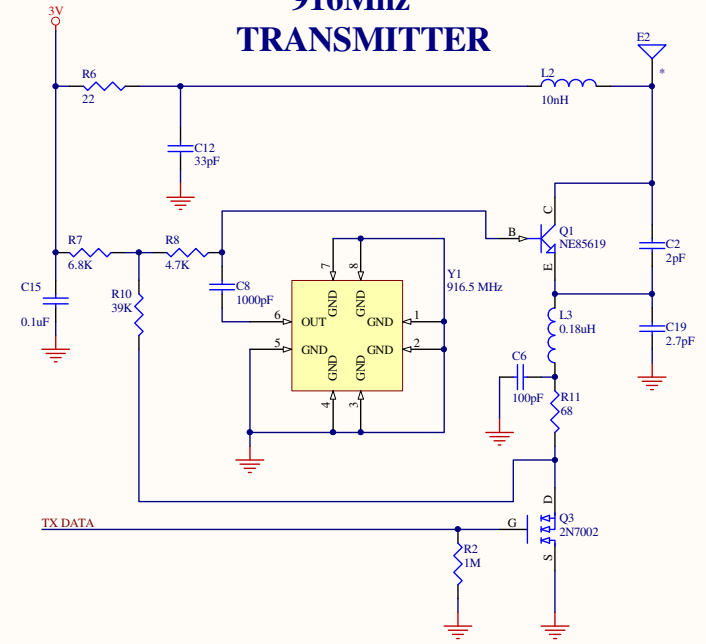 916Mhz
TRANSMITTER
3V
E2
*
R6
22
L2
10nH
C12
33pF
C
B
Q1
NE85619
E
R7
6.8K
R8
4.7K
C2
2pF
C15
0.1uF
R10
39K
C8
1000pF
7
8
Y1
916.5 MHz
GND
GND
6
OUT
GND
1
5
GND
GND
2
GND
GND
4
3
L3
0.18uH
C19
2.7pF
C6
100pF
R11
68
TX DATA
D
G
Q3
2N7002
S
R2
1M